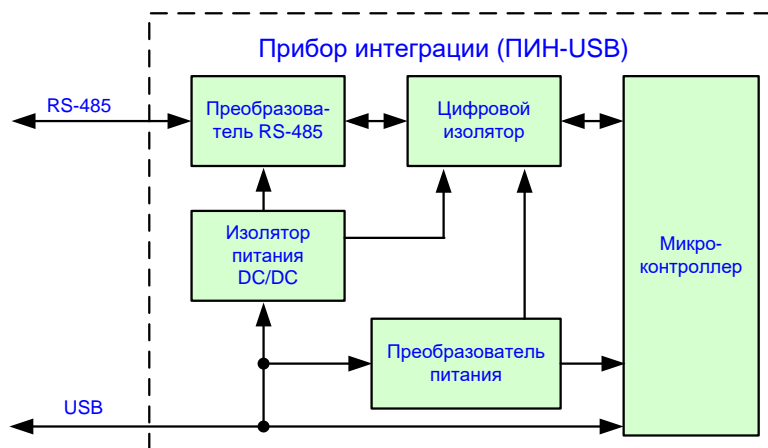 Прибор интеграции (ПИН-USB)
RS-485
Преобразова-
тель RS-485
Цифровой
изолятор
Изолятор
питания
DC/DC
Микро-
контроллер
Преобразователь
питания
USB